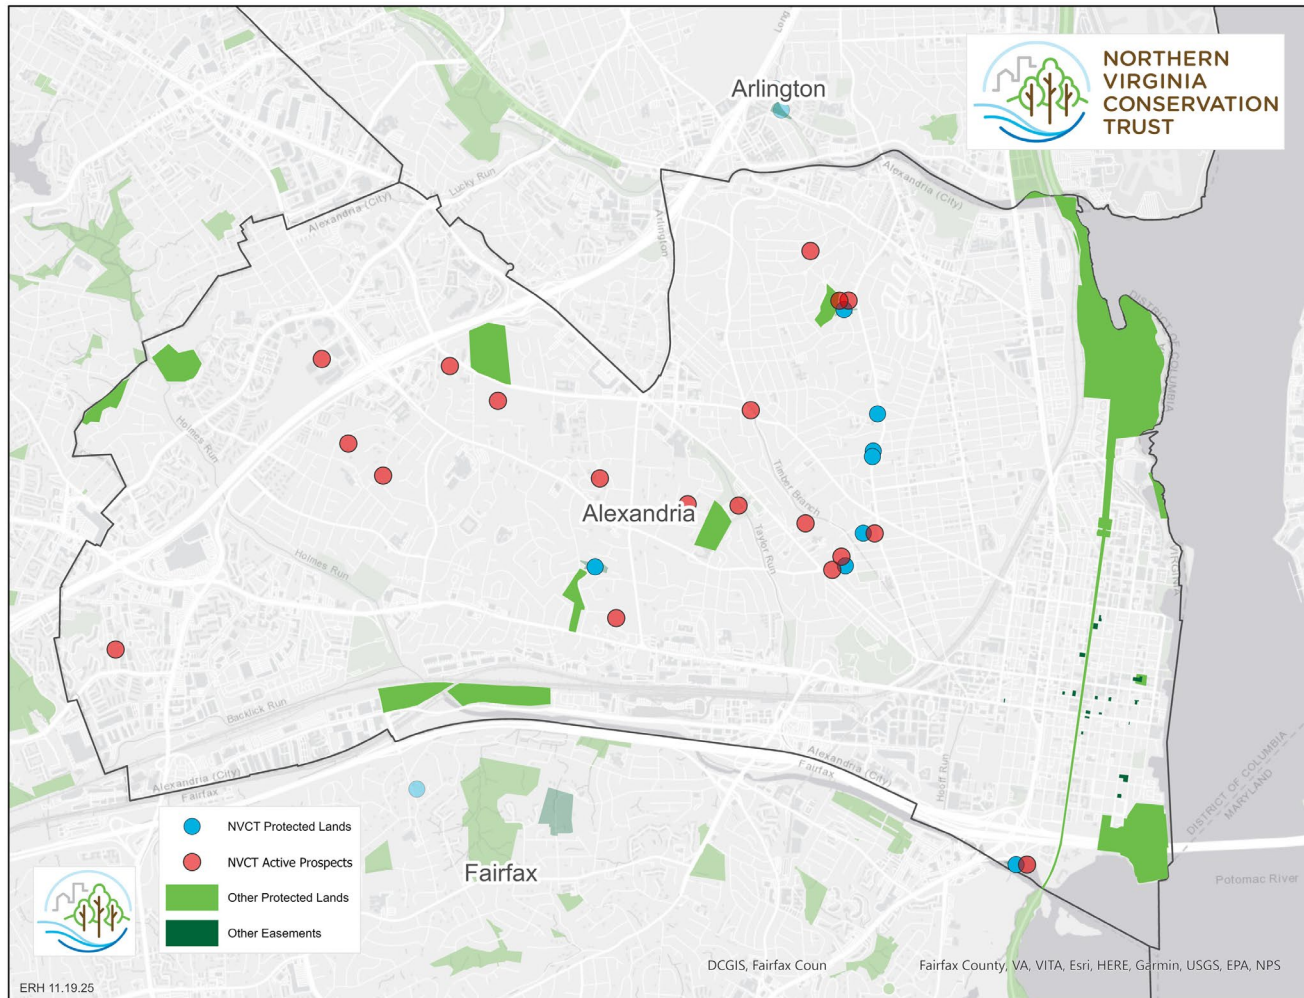 NORTHERN
VIRGINIA
CONSERVATION
TRUST
Long
Arlington
Alexandria (City)
Lucky Run
Alexandria (City)
Arlington
DISTRICT OF COLUMBIA
Holmes Run
Timber Branch
Alexandria
Taylor Run
VIRGINIA
Holmes Run
Backlick Run
Alexandria (City)
Fairfax
Alexandria (City)
Fairfax
Hooff Run
DISTRICT OF COLUMBIA
MARYLAND
Potomac River
Fairfax
NVCT Protected Lands
NVCT Active Prospects
Other Protected Lands
Other Easements
DCGIS, Fairfax Coun
Fairfax County, VA, VITA, Esri, HERE, Garmin, USGS, EPA, NPS
ERH 11.19.25